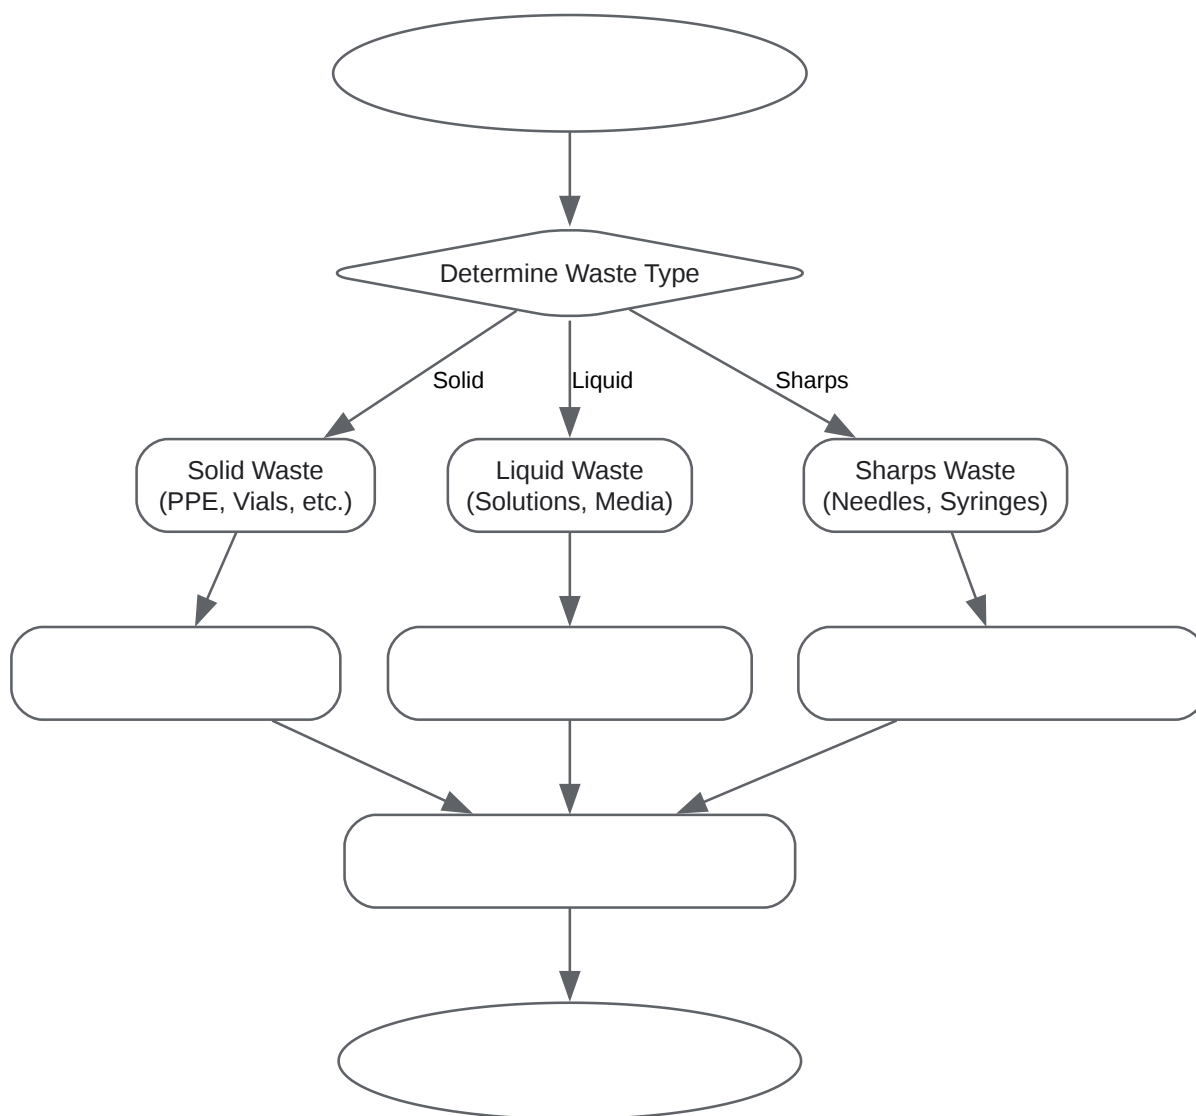 Determine Waste Type
Solid
Liquid
Sharps
Solid Waste
(PPE, Vials, etc.)
Liquid Waste
(Solutions, Media)
Sharps Waste
(Needles, Syringes)